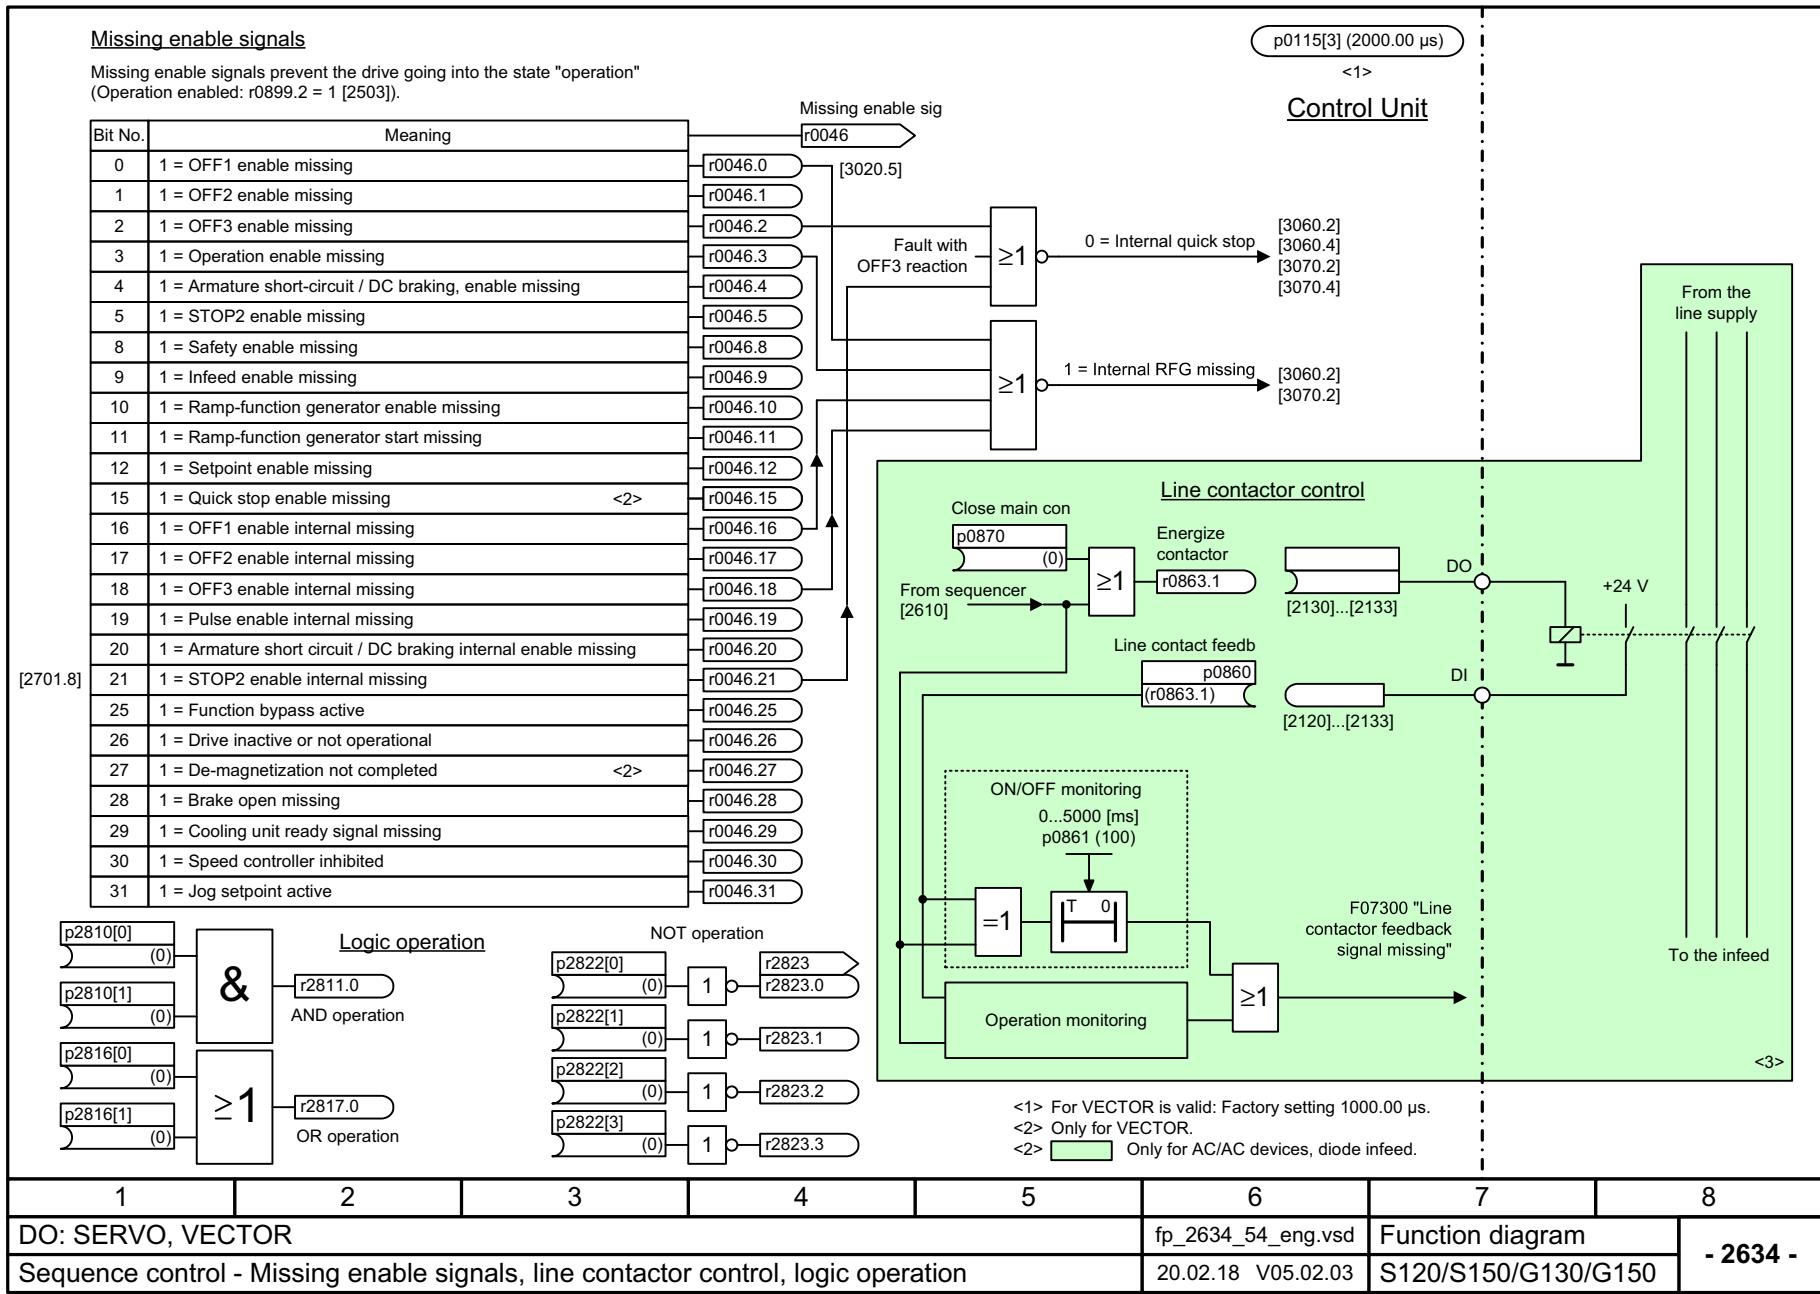 Missing enable signals
Missing enable signals prevent the drive going into the state "operation"
(Operation enabled: r0899.2 = 1 [2503]).
p0115[3] (2000.00 µs)
<1>
Control Unit
Missing enable sig
Bit No. Meaning r0046
0 1 = OFF1 enable missing r0046.0 [3020.5]
1 1 = OFF2 enable missing r0046.1
2 1 = OFF3 enable missing r0046.2
3 1 = Operation enable missing r0046.3
4 1 = Armature short-circuit / DC braking, enable missing r0046.4
5 1 = STOP2 enable missing r0046.5
8 1 = Safety enable missing r0046.8
9 1 = Infeed enable missing r0046.9
10 1 = Ramp-function generator enable missing r0046.10
11 1 = Ramp-function generator start missing r0046.11
12 1 = Setpoint enable missing r0046.12
15 1 = Quick stop enable missing <2> r0046.15
16 1 = OFF1 enable internal missing r0046.16
17 1 = OFF2 enable internal missing r0046.17
18 1 = OFF3 enable internal missing r0046.18
19 1 = Pulse enable internal missing r0046.19
20 1 = Armature short circuit / DC braking internal enable missing r0046.20
[2701.8] 21 1 = STOP2 enable internal missing r0046.21
25 1 = Function bypass active r0046.25
26 1 = Drive inactive or not operational r0046.26
27 1 = De-magnetization not completed <2> r0046.27
28 1 = Brake open missing r0046.28
29 1 = Cooling unit ready signal missing r0046.29
30 1 = Speed controller inhibited r0046.30
31 1 = Jog setpoint active r0046.31
Fault with
OFF3 reaction
≥1
0 = Internal quick stop
[3060.2]
[3060.4]
[3070.2]
[3070.4]
≥1
1 = Internal RFG missing
[3060.2]
[3070.2]
From the
line supply
Line contactor control
Close main con
p0870
(0)
From sequencer
[2610]
≥1
Energize
contactor
r0863.1
[2130]...[2133]
DO
+24 V
Line contact feedb
p0860
(r0863.1)
[2120]...[2133]
DI
ON/OFF monitoring
0...5000 [ms]
p0861 (100)
=1
T 0
Operation monitoring
≥1
F07300 "Line
contactor feedback
signal missing"
To the infeed
<3>
Logic operation
p2810[0]
(0)
p2810[1]
(0)
&
r2811.0
AND operation
p2816[0]
(0)
p2816[1]
(0)
≥1
r2817.0
OR operation
NOT operation
p2822[0] r2823
(0) 1 r2823.0
p2822[1]
(0) 1 r2823.1
p2822[2]
(0) 1 r2823.2
p2822[3]
(0) 1 r2823.3
<1> For VECTOR is valid: Factory setting 1000.00 µs.
<2> Only for VECTOR.
<2> Only for AC/AC devices, diode infeed.
1 2 3 4 5 6 7 8
DO: SERVO, VECTOR fp_2634_54_eng.vsd Function diagram
- 2634 -
Sequence control - Missing enable signals, line contactor control, logic operation 20.02.18 V05.02.03 S120/S150/G130/G150